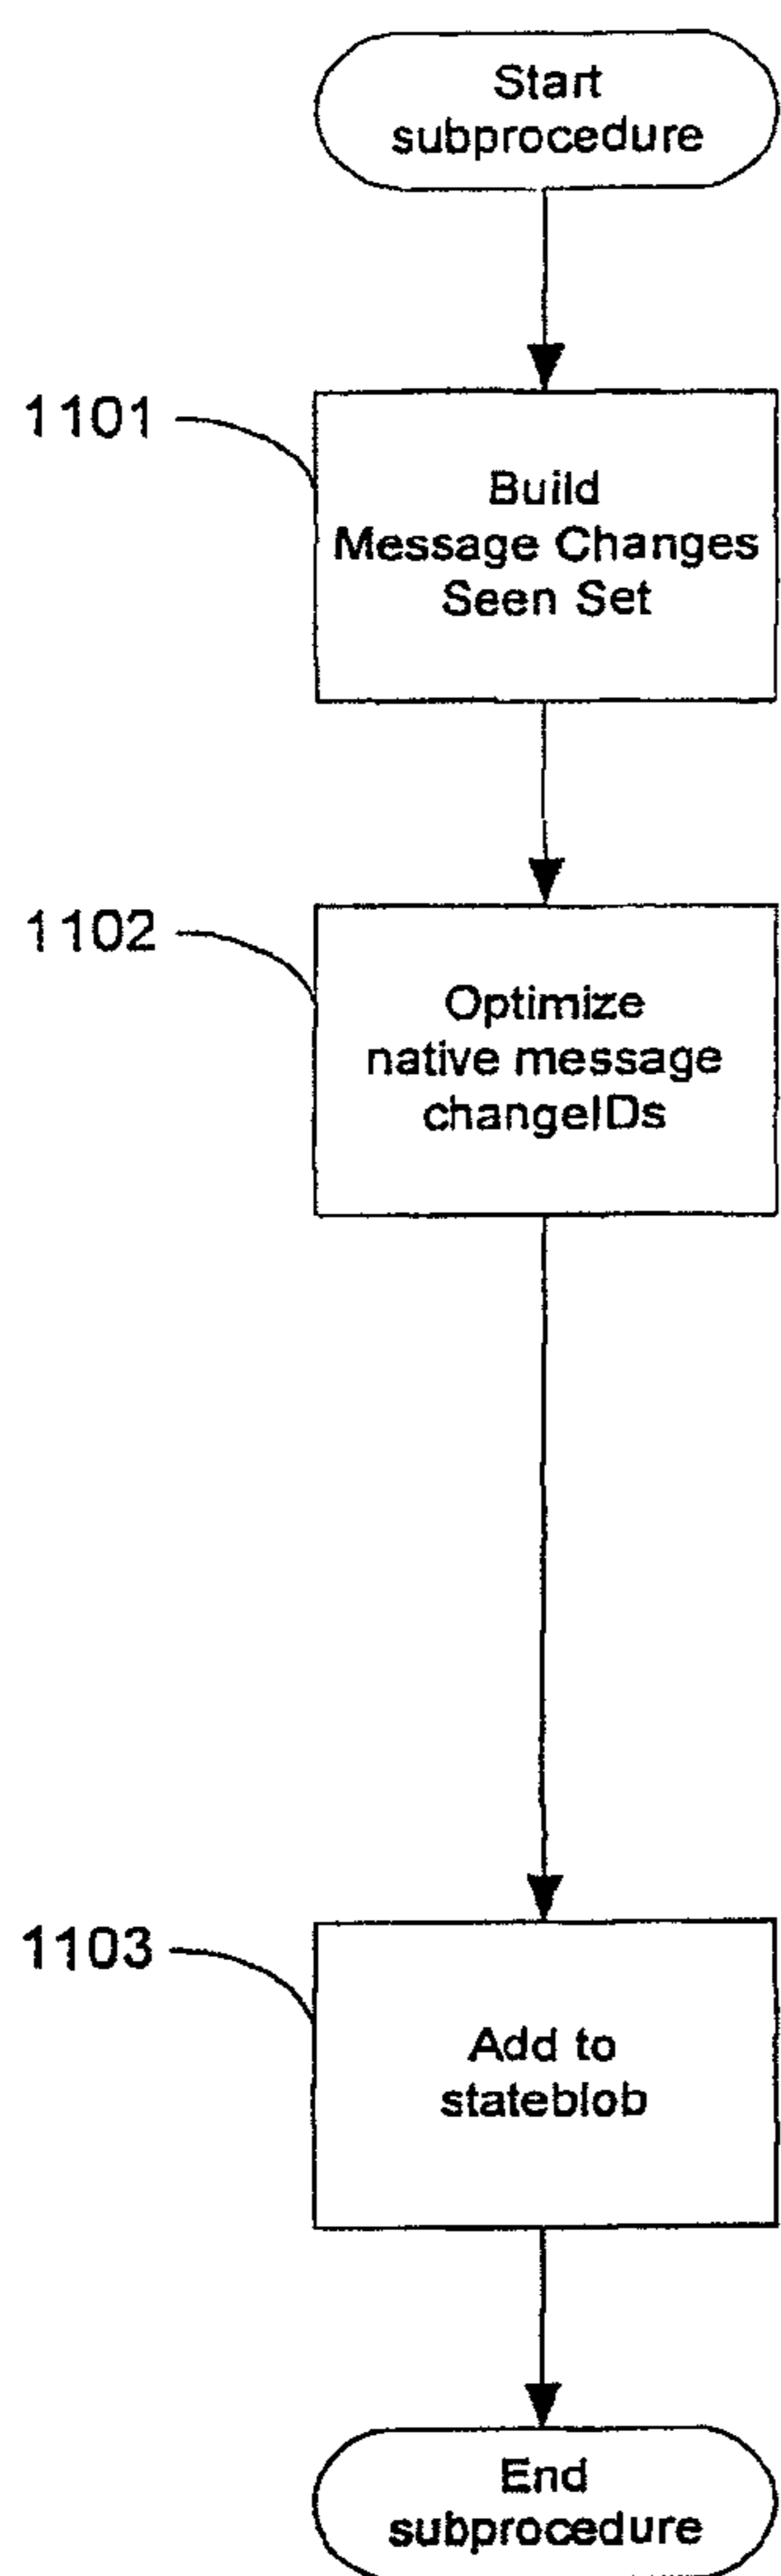 Start
subprocedure
1101
Build
Message Changes
Seen Set
1102
Optimize
native message
changeIDs
1103
Add to
stateblob
End
subprocedure